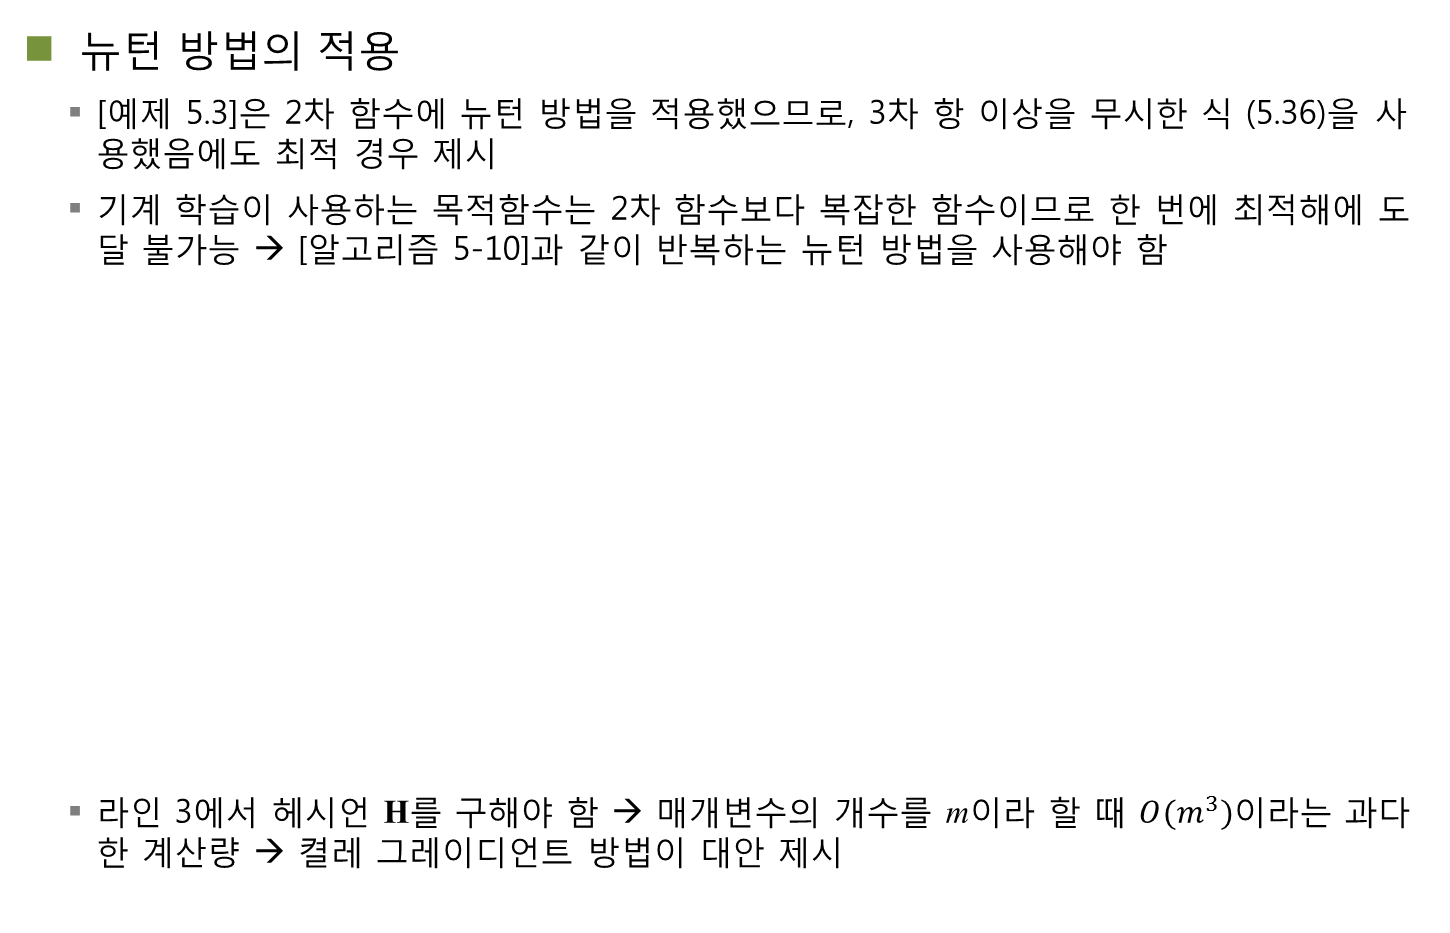 뉴턴 방법의 적용
[예제 5.3]은 2차 함수에 뉴턴 방법을 적용했으므로, 3차 항 이상을 무시한 식 (5.36)을 사
용했음에도 최적 경우 제시
기계 학습이 사용하는 목적함수는 2차 함수보다 복잡한 함수이므로 한 번에 최적해에 도
달 불가능 → [알고리즘 5-10]과 같이 반복하는 뉴턴 방법을 사용해야 함
라인 3에서 헤시언 H를 구해야 함 → 매개변수의 개수를 m이라 할 때 O(m³)이라는 과다
한 계산량 → 켤레 그레이디언트 방법이 대안 제시